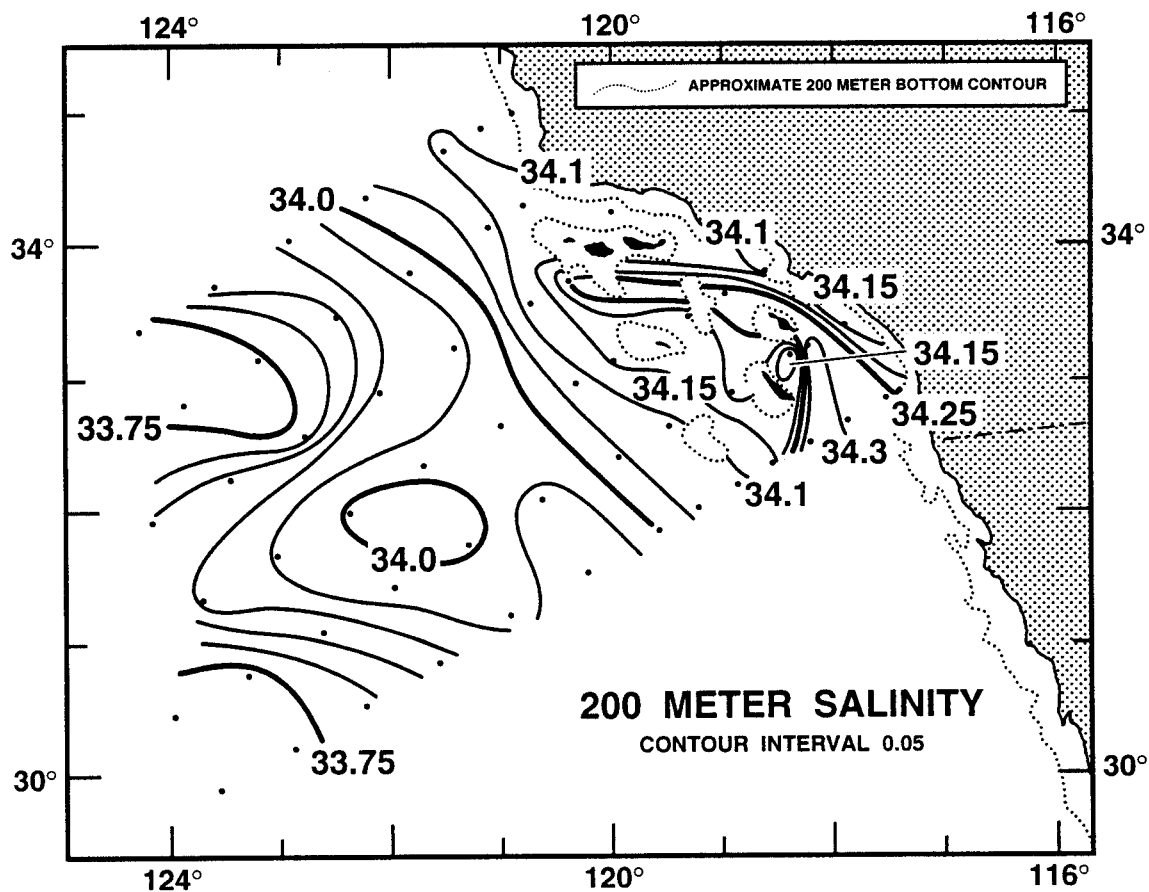 124° 120° 116°
APPROXIMATE 200 METER BOTTOM CONTOUR
34.1
34.0
34° 34.1 34°
34.15
34.15
34.15
34.25
33.75
34.3
34.1
34.0
200 METER SALINITY
CONTOUR INTERVAL 0.05
33.75
30° 30°
124° 120° 116°